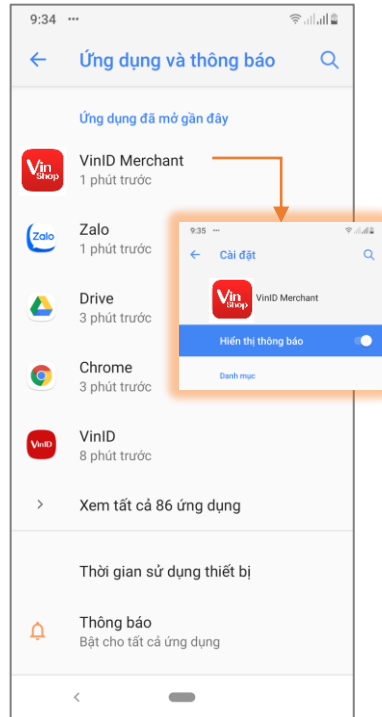 9:34 ...
Ứng dụng và thông báo
Ứng dụng đã mở gần đây
Vin
Shop
VinID Merchant
1 phút trước
Zalo
Zalo
1 phút trước
Drive
3 phút trước
Chrome
3 phút trước
VinID
VinID
8 phút trước
Xem tất cả 86 ứng dụng
Thời gian sử dụng thiết bị
Thông báo
Bật cho tất cả ứng dụng
9:35 ...
Cài đặt
Vin
Shop
VinID Merchant
Hiển thị thông báo
Danh mục